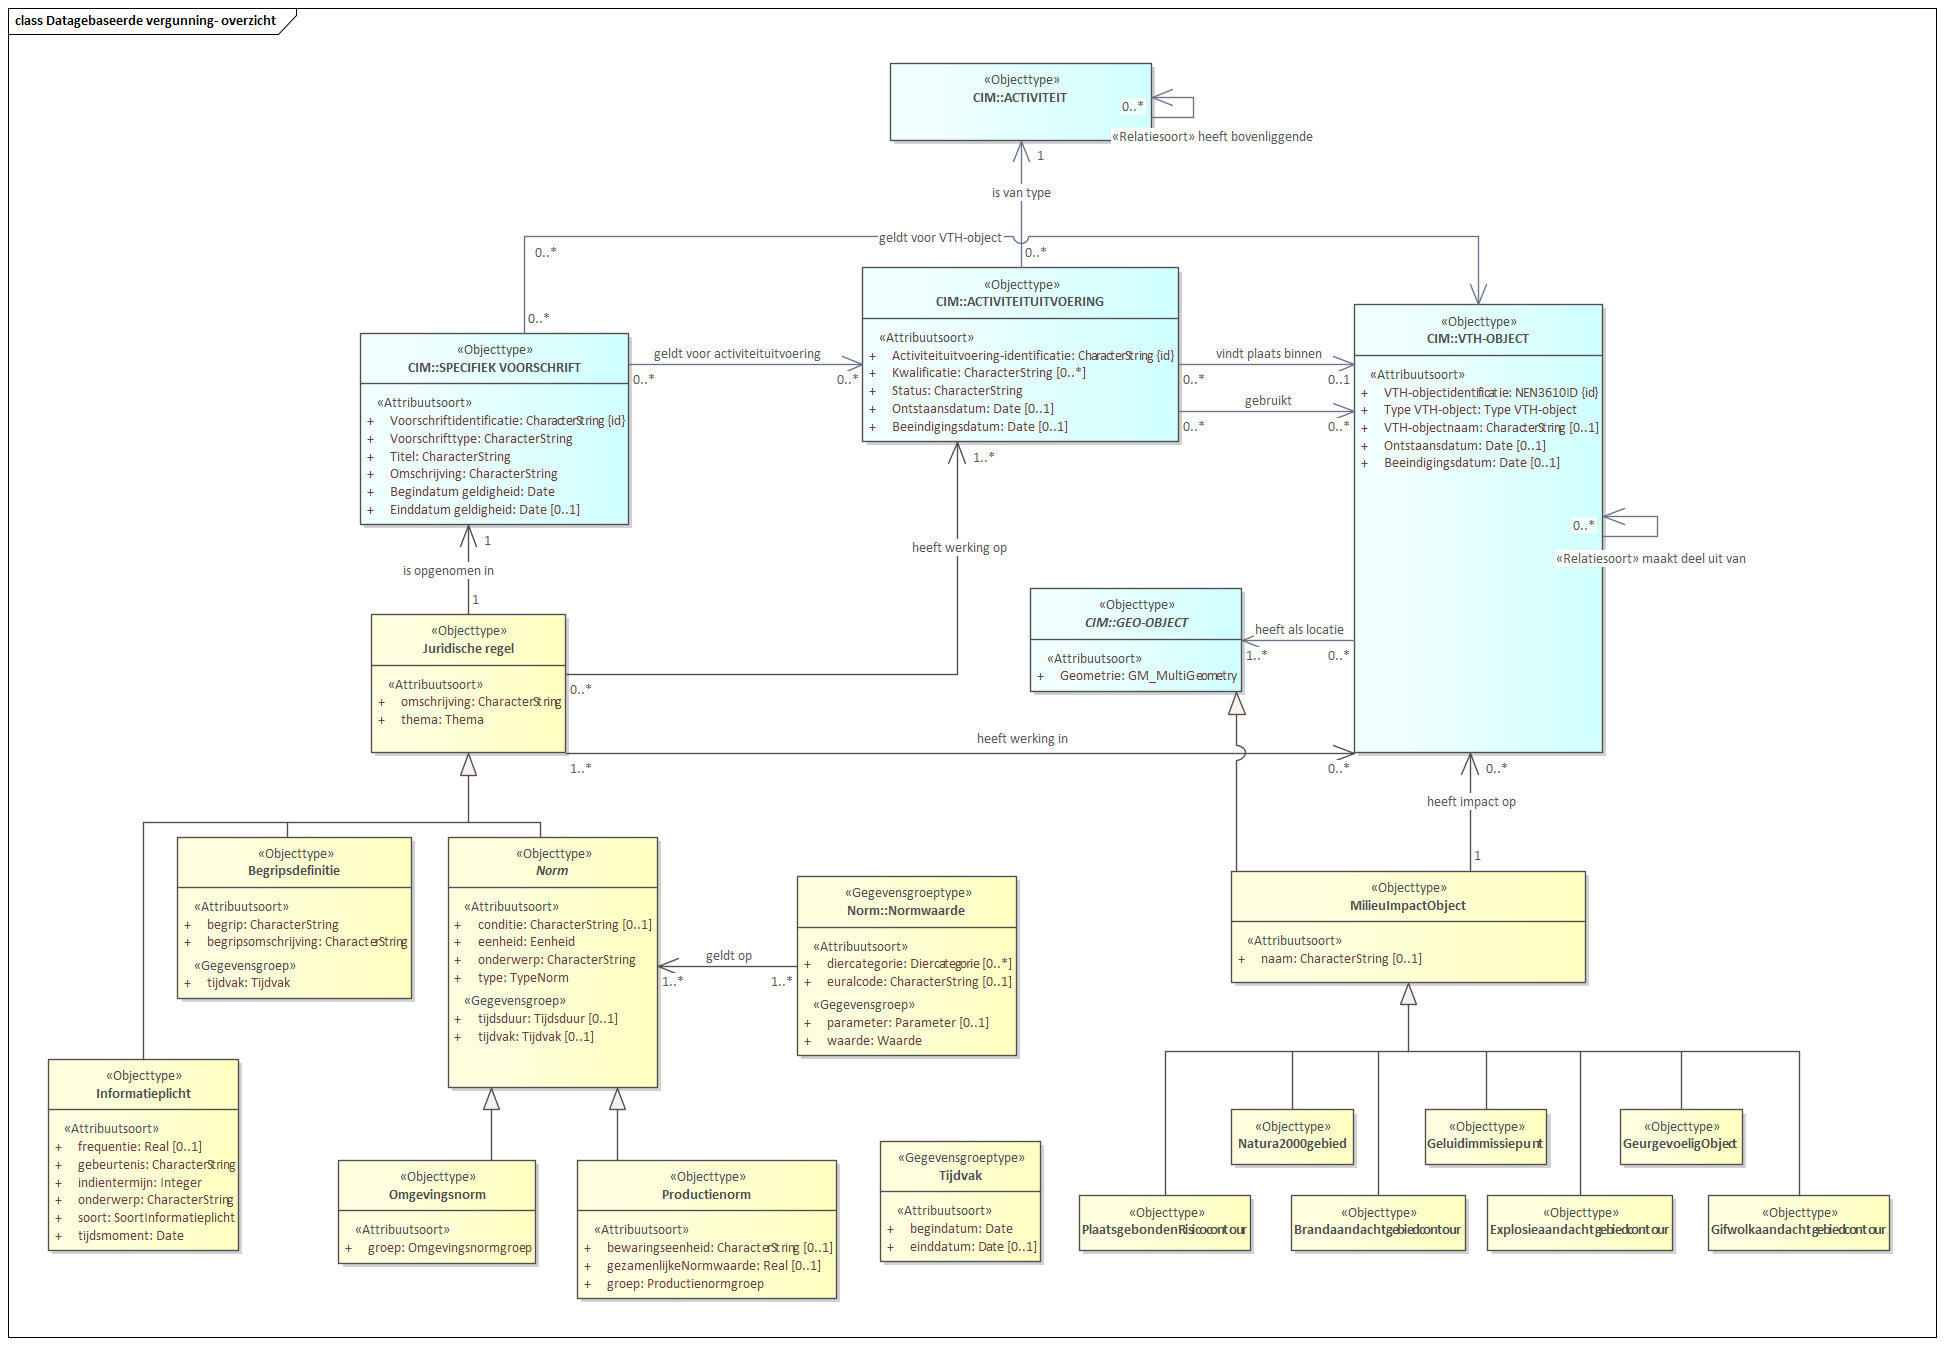 class Datagebaseerde vergunning- overzicht
«Objecttype»
CIM::ACTIVITEIT
0..*
«Relatiesoort» heeft bovenliggende
1
is van type
0..*
geldt voor VTH-object
0..*
0..*
«Objecttype»
CIM::ACTIVITEITUITVOERING
«Attribuutsoort»
+ Activiteituitvoering-identificatie: CharacterString {id}
+ Kwalificatie: CharacterString [0..*]
+ Status: CharacterString
+ Ontstaansdatum: Date [0..1]
+ Beeindigingsdatum: Date [0..1]
«Objecttype»
CIM::SPECIFIEK VOORSCHRIFT
«Attribuutsoort»
+ Voorschriftidentificatie: CharacterString {id}
+ Voorschrifttype: CharacterString
+ Titel: CharacterString
+ Omschrijving: CharacterString
+ Begindatum geldigheid: Date
+ Einddatum geldigheid: Date [0..1]
geldt voor activiteituitvoering
0..*
0..*
vindt plaats binnen
0..*
0..1
gebruikt
0..*
0..*
«Objecttype»
CIM::VTH-OBJECT
«Attribuutsoort»
+ VTH-objectidentificatie: NEN3610ID {id}
+ Type VTH-object: Type VTH-object
+ VTH-objectnaam: CharacterString [0..1]
+ Ontstaansdatum: Date [0..1]
+ Beeindigingsdatum: Date [0..1]
0..*
«Relatiesoort» maakt deel uit van
1..*
heeft werking op
0..*
1
is opgenomen in
1
«Objecttype»
Juridische regel
«Attribuutsoort»
+ omschrijving: CharacterString
+ thema: Thema
«Objecttype»
CIM::GEO-OBJECT
«Attribuutsoort»
+ Geometrie: GM_MultiGeometry
heeft als locatie
1..*
0..*
heeft werking in
1..*
0..*
0..*
heeft impact op
1
«Objecttype»
Begripsdefinitie
«Attribuutsoort»
+ begrip: CharacterString
+ begripsomschrijving: CharacterString
«Gegevensgroep»
+ tijdvak: Tijdvak
«Objecttype»
Norm
«Attribuutsoort»
+ conditie: CharacterString [0..1]
+ eenheid: Eenheid
+ onderwerp: CharacterString
+ type: TypeNorm
«Gegevensgroep»
+ tijdsduur: Tijdsduur [0..1]
+ tijdvak: Tijdvak [0..1]
geldt op
1..*
1..*
«Gegevensgroeptype»
Norm::Normwaarde
«Attribuutsoort»
+ diercategorie: Diercategorie [0..*]
+ euralcode: CharacterString [0..1]
«Gegevensgroep»
+ parameter: Parameter [0..1]
+ waarde: Waarde
«Objecttype»
MilieuImpactObject
«Attribuutsoort»
+ naam: CharacterString [0..1]
«Objecttype»
Informatieplicht
«Attribuutsoort»
+ frequentie: Real [0..1]
+ gebeurtenis: CharacterString
+ indientermijn: Integer
+ onderwerp: CharacterString
+ soort: SoortInformatieplicht
+ tijdsmoment: Date
«Objecttype»
Omgevingsnorm
«Attribuutsoort»
+ groep: Omgevingsnormgroep
«Objecttype»
Productienorm
«Attribuutsoort»
+ bewaringseenheid: CharacterString [0..1]
+ gezamenlijkeNormwaarde: Real [0..1]
+ groep: Productienormgroep
«Gegevensgroeptype»
Tijdvak
«Attribuutsoort»
+ begindatum: Date
+ einddatum: Date [0..1]
«Objecttype»
Natura2000gebied
«Objecttype»
Geluidimmissiepunt
«Objecttype»
GeurgevoeligObject
«Objecttype»
PlaatsgebondenRisicocontour
«Objecttype»
Brandaandachtgebiedcontour
«Objecttype»
Explosieaandachtgebiedcontour
«Objecttype»
Gifwolkaandachtgebiedcontour